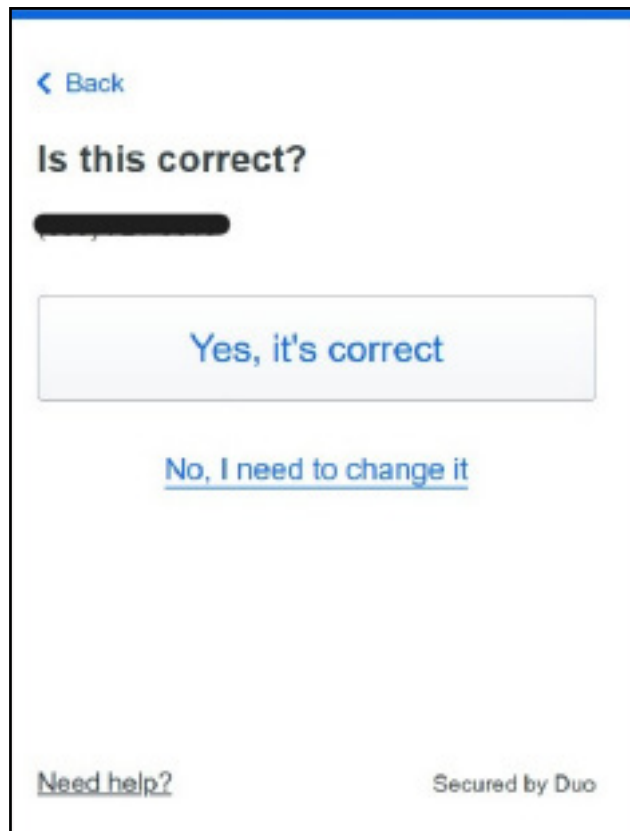 Back
Is this correct?
Yes, it's correct
No, I need to change it
Need help?
Secured by Duo